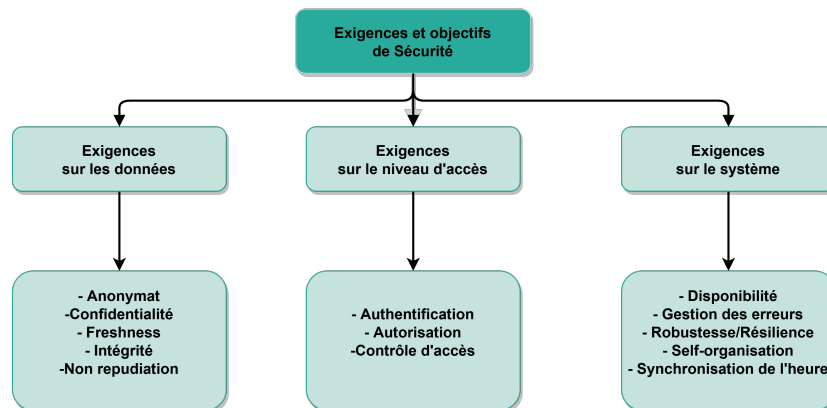 Exigences et objectifs
de Sécurité
Exigences
sur les données
Exigences
sur le niveau d'accès
Exigences
sur le système
- Anonymat
-Confidentialité
- Freshness
- Intégrité
-Non repudiation
- Authentification
- Autorisation
-Contrôle d'accès
- Disponibilité
- Gestion des erreurs
- Robustesse/Résilience
- Self-organisation
- Synchronisation de l'heure